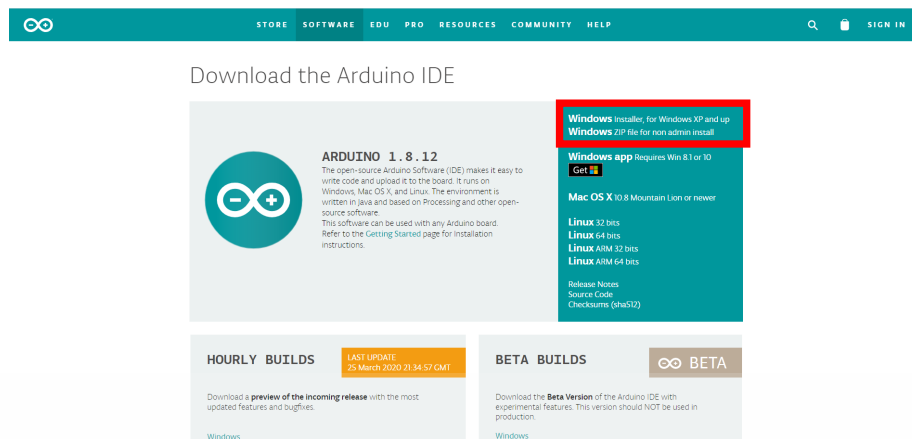 STORE SOFTWARE EDU PRO RESOURCES COMMUNITY HELP SIGN IN
Download the Arduino IDE
ARDUINO 1.8.12
The open-source Arduino Software (IDE) makes it easy to
write code and upload it to the board. It runs on
Windows, Mac OS X, and Linux. The environment is
written in Java and based on Processing and other open-
source software.
This software can be used with any Arduino board.
Refer to the Getting Started page for Installation
instructions.
Windows Installer, for Windows XP and up
Windows ZIP file for non admin install
Windows app Requires Win 8.1 or 10
Get
Mac OS X 10.8 Mountain Lion or newer
Linux 32 bits
Linux 64 bits
Linux ARM 32 bits
Linux ARM 64 bits
Release Notes
Source Code
Checksums (sha512)
HOURLY BUILDS
LAST UPDATE
25 March 2020 21:34:57 GMT
Download a preview of the incoming release with the most
updated features and bugfixes.
Windows
BETA BUILDS
BETA
Download the Beta Version of the Arduino IDE with
experimental features. This version should NOT be used in
production.
Windows